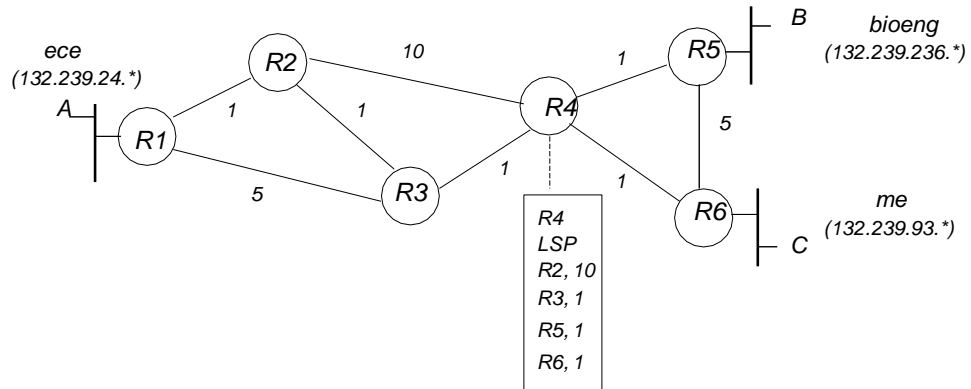 B
bioeng
(132.239.236.*)
ece
(132.239.24.*)
10
R2
1
R5
A
R1
1
1
R4
5
5
R3
1
1
R6
me
(132.239.93.*)
C
R4
LSP
R2, 10
R3, 1
R5, 1
R6, 1